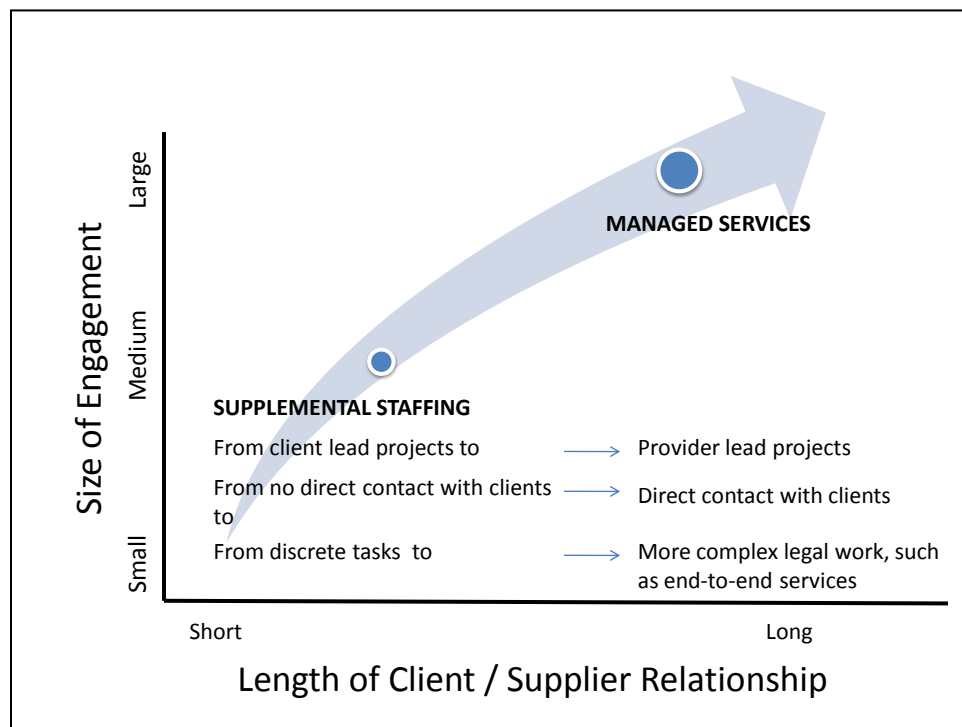 Large
MANAGED SERVICES
Medium
Size of Engagement
SUPPLEMENTAL STAFFING
From client lead projects to
Provider lead projects
From no direct contact with clients
to
Direct contact with clients
From discrete tasks to
More complex legal work, such
as end-to-end services
Small
Short
Long
Length of Client / Supplier Relationship